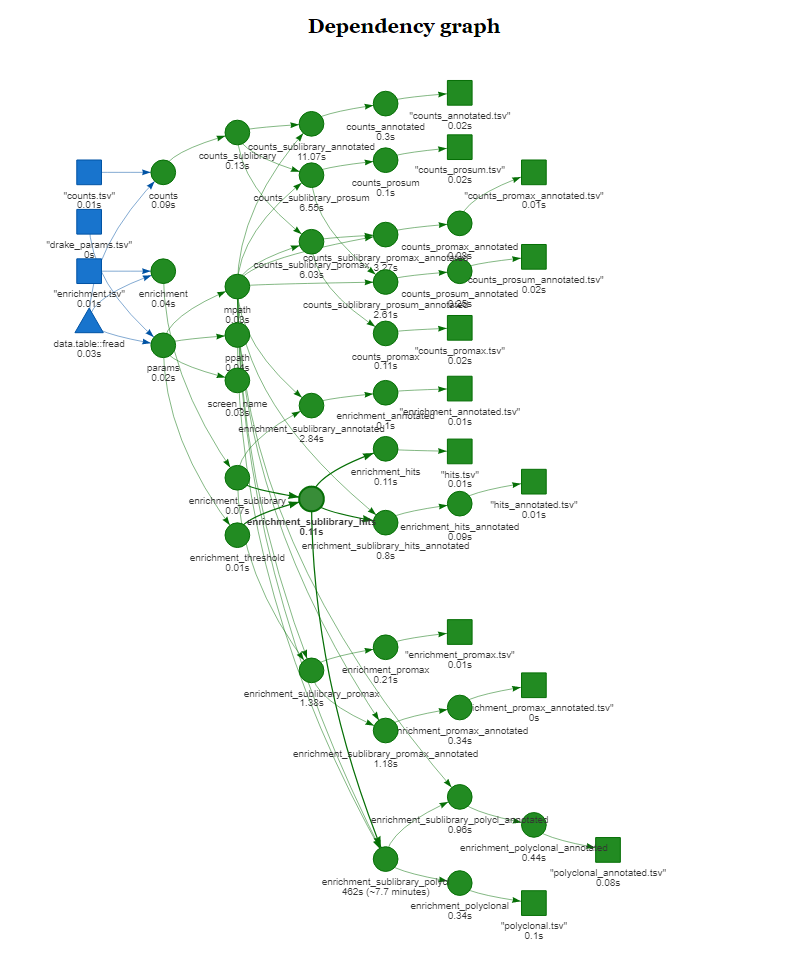 Dependency graph
"counts_annotated.tsv"
0.02s
counts_annotated
0.3s
counts_sublibrary_annotated
11.07s
counts_sublibrary
0.13s
"counts_prosum.tsv"
0.02s
counts_prosum
0.1s
counts_sublibrary_prosum
6.55s
"counts.tsv"
0.01s
counts
0.09s
"counts_promax_annotated.tsv"
0.01s
"drake_params.tsv"
0s
counts_promax_annotated
counts_sublibrary_promax_annotated
3.27s
counts_sublibrary_promax
6.03s
"counts_prosum_annotated.tsv"
0.02s
"enrichment.tsv"
0.01s
enrichment
0.04s
counts_prosum_annotated
counts_sublibrary_prosum_annotated
2.61s
mpath
0.03s
data.table::fread
0.03s
params
0.02s
ppath
0.04s
counts_promax
0.11s
"counts_promax.tsv"
0.02s
screen_name
0.03s
"enrichment_annotated.tsv"
0.01s
enrichment_annotated
0.1s
enrichment_sublibrary_annotated
2.84s
enrichment_hits
0.11s
"hits.tsv"
0.01s
enrichment_sublibrary
0.07s
"hits_annotated.tsv"
0.01s
enrichment_sublibrary_hits
0.11s
enrichment_hits_annotated
0.09s
enrichment_sublibrary_hits_annotated
0.8s
enrichment_threshold
0.01s
"enrichment_promax.tsv"
0.01s
enrichment_promax
0.21s
enrichment_sublibrary_promax
1.38s
ichment_promax_annotated.tsv"
0s
nrichment_promax_annotated
0.34s
enrichment_sublibrary_promax_annotated
1.18s
enrichment_sublibrary_polycl_annotated
0.96s
enrichment_polyclonal_annotated
0.44s
"polyclonal_annotated.tsv"
0.08s
enrichment_sublibrary_polycl
462s (~7.7 minutes)
enrichment_polyclonal
0.34s
"polyclonal.tsv"
0.1s